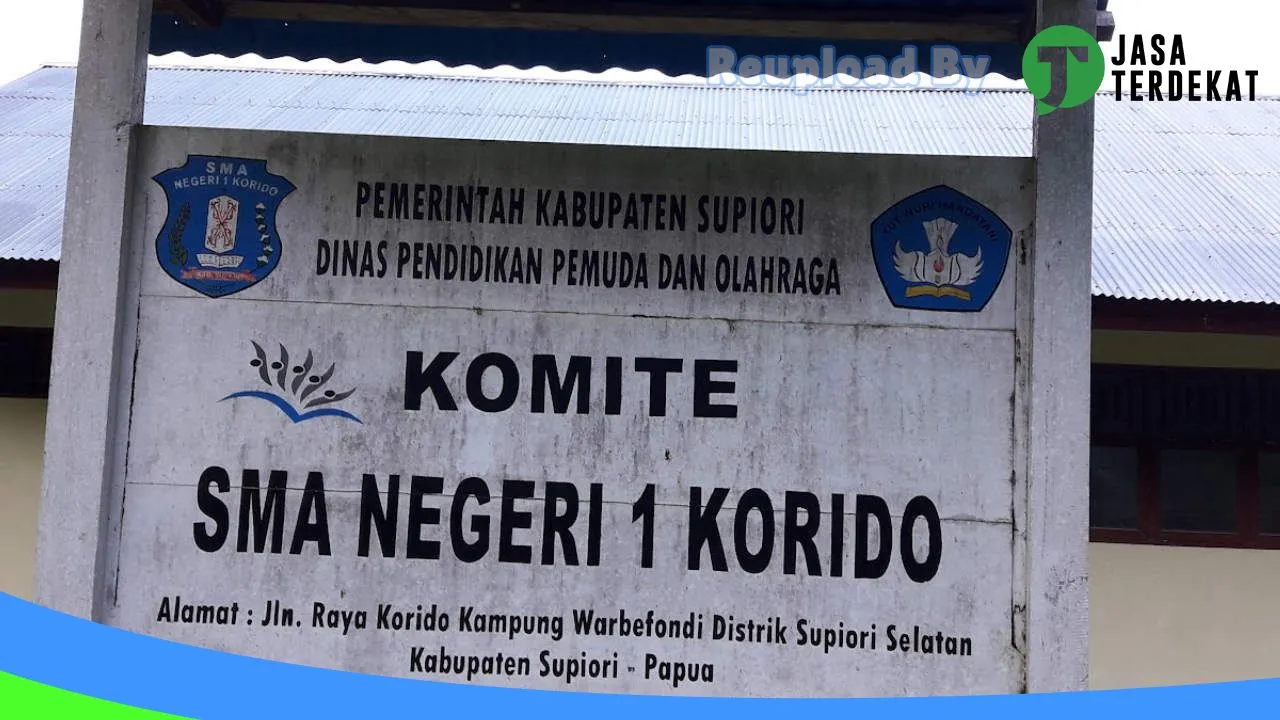 Reupload By
JASA
TERDEKAT
SMA
NEGERI 1 KORIDO
PEMERINTAH KABUPATEN SUPIORI
DINAS PENDIDIKAN PEMUDA DAN OLAHRAGA
TUT WURI HANDAYANI
KOMITE
SMA NEGERI 1 KORIDO
Alamat : Jln. Raya Korido Kampung Warbefondi Distrik Supiori Selatan
Kabupaten Supiori - Papua